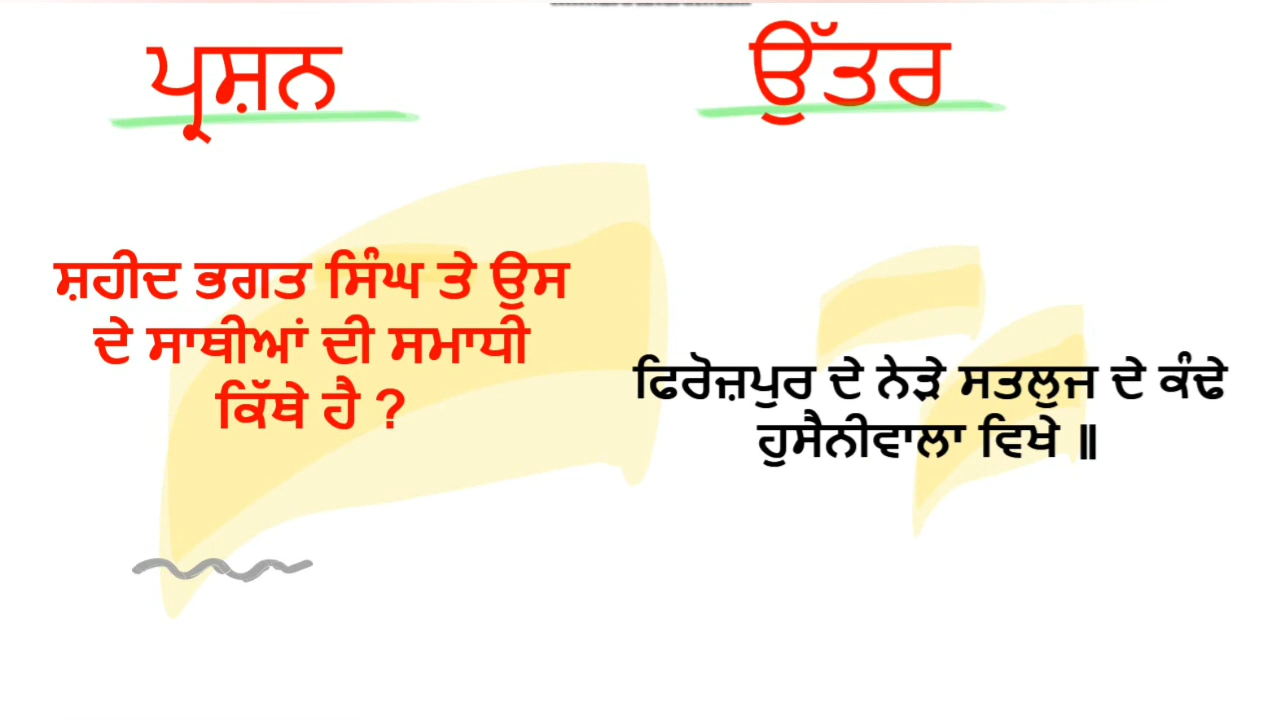 ਪ੍ਰਸ਼ਨ
ਉੱਤਰ
ਸ਼ਹੀਦ ਭਗਤ ਸਿੰਘ ਤੇ ਉਸ
ਦੇ ਸਾਥੀਆਂ ਦੀ ਸਮਾਧੀ
ਕਿੱਥੇ ਹੈ ?
ਫਿਰੋਜ਼ਪੁਰ ਦੇ ਨੇੜੇ ਸਤਲੁਜ ਦੇ ਕੰਢੇ
ਹੁਸੈਨੀਵਾਲਾ ਵਿਖੇ ॥